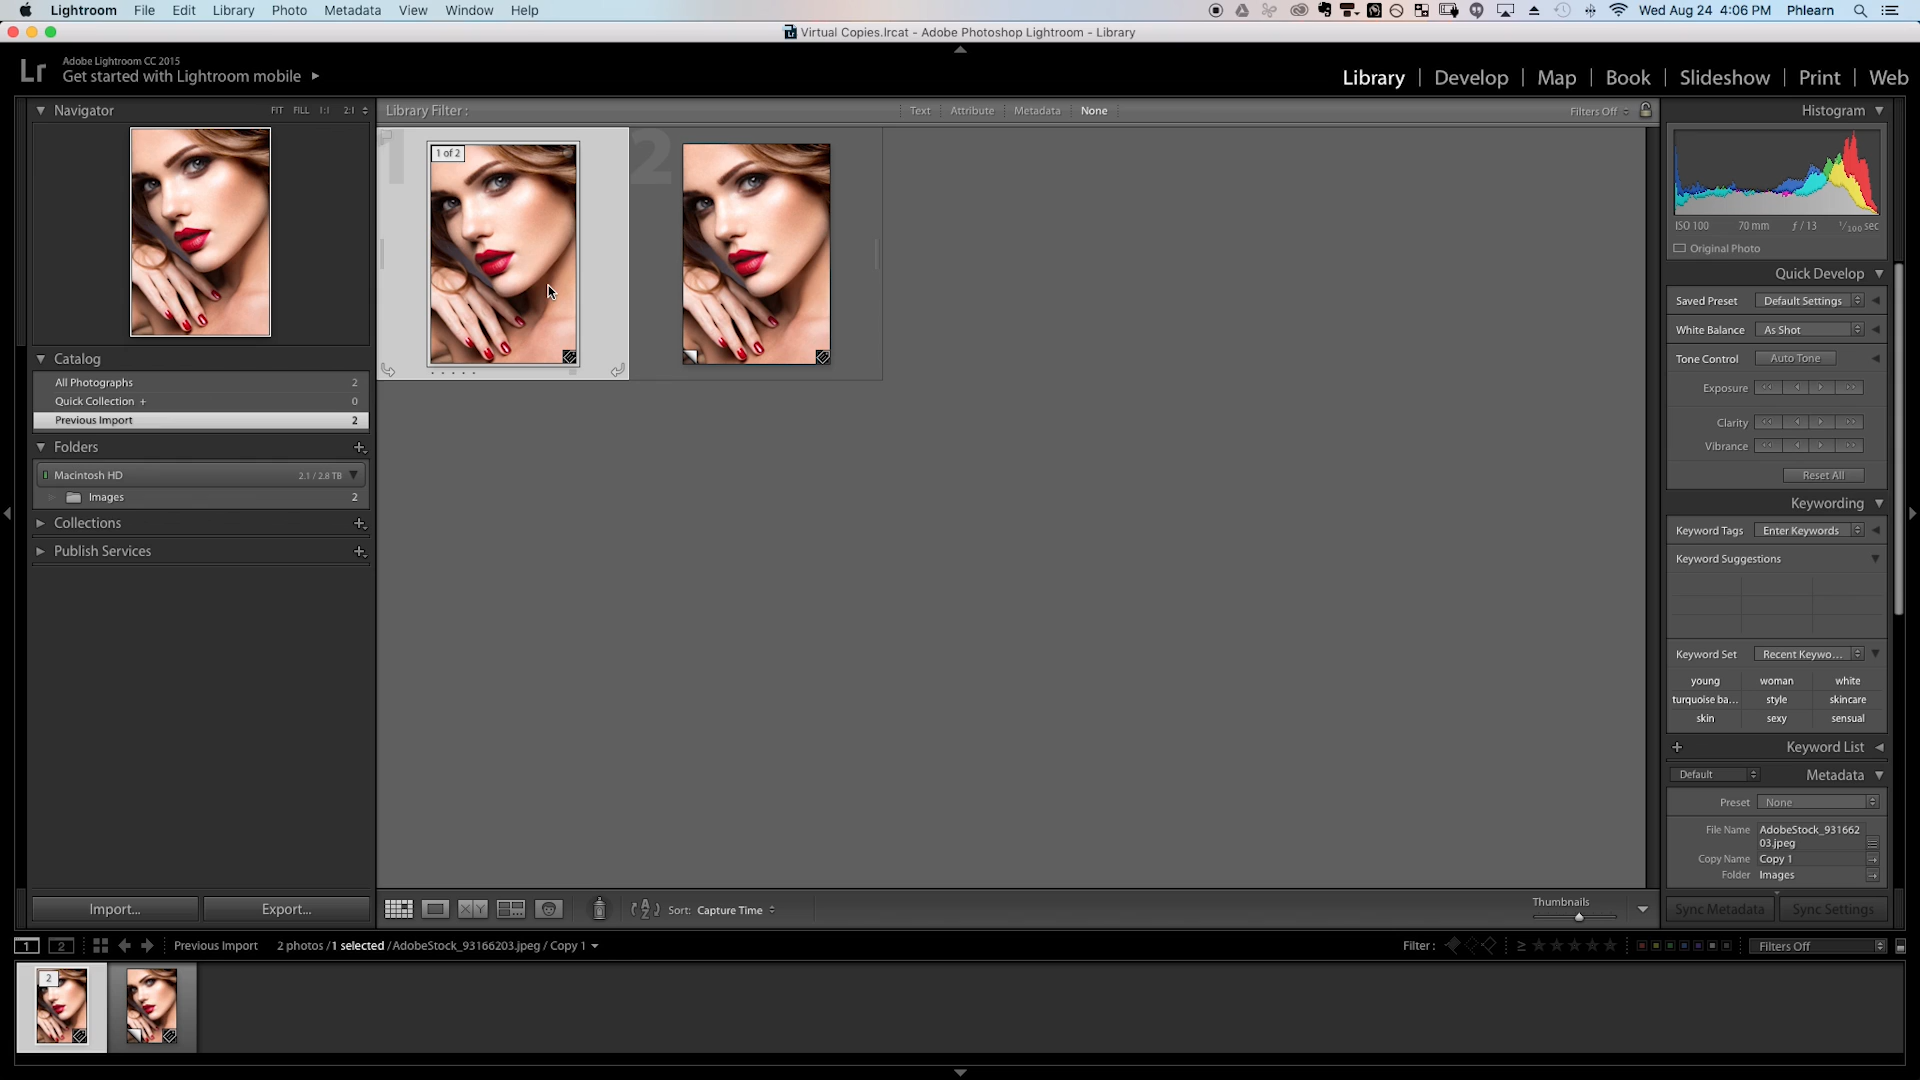 Lightroom File Edit Library Photo Metadata View Window Help
Wed Aug 24 4:06 PM Phlearn
Virtual Copies.lrcat - Adobe Photoshop Lightroom - Library
Lr
Adobe Lightroom CC 2015
Get started with Lightroom mobile
Library Develop Map Book Slideshow Print Web
Navigator FIT FILL 1:1 2:1
Library Filter : Text Attribute Metadata None Filters Off
Histogram
1 2
1 of 2
ISO 100 70 mm ƒ / 13 1/100 sec
Original Photo
Quick Develop
Saved Preset Default Settings
White Balance As Shot
Tone Control Auto Tone
Exposure
Clarity
Vibrance
Reset All
Catalog
All Photographs 2
Quick Collection + 0
Previous Import 2
Folders
Macintosh HD 2.1 / 2.8 TB
Images 2
Collections
Publish Services
Keywording
Keyword Tags Enter Keywords
Keyword Suggestions
Keyword Set Recent Keywo...
young woman white
turquoise ba... style skincare
skin sexy sensual
Keyword List
Default Metadata
Preset None
File Name AdobeStock_931662
03.jpeg
Copy Name Copy 1
Folder Images
Import... Export...
X Y
Sort: Capture Time
Thumbnails
Sync Metadata Sync Settings
1 2 Previous Import 2 photos / 1 selected / AdobeStock_93166203.jpeg / Copy 1
Filter : ≥ Filters Off
2